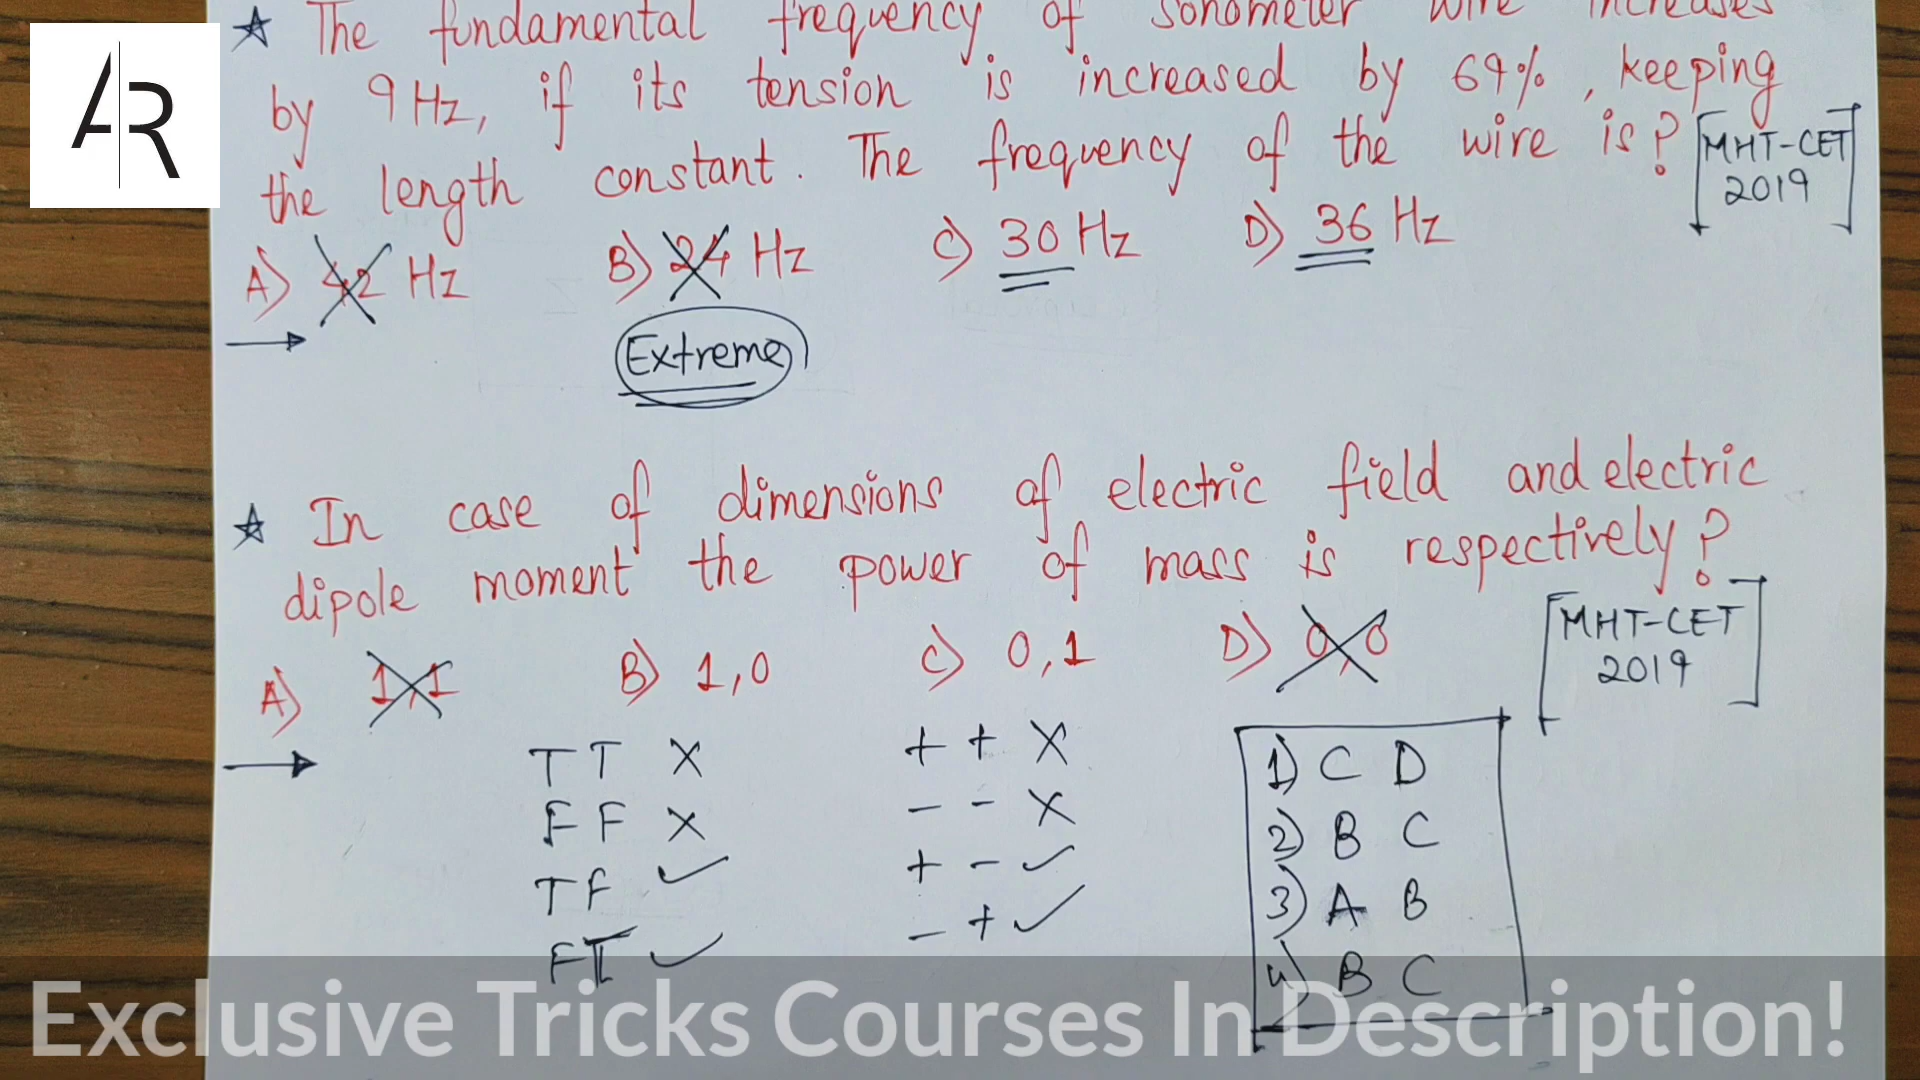 AR
☆ The fundamental frequency of sonometer wire increases
by 9 Hz, if its tension is increased by 69%, keeping
the length constant. The frequency of the wire is?
[MHT-CET
2019]
A) 42 Hz B) 24 Hz C) 30 Hz D) 36 Hz
→ Extreme
☆ In case of dimensions of electric field and electric
dipole moment the power of mass is respectively?
[MHT-CET
2019]
A) 1,1 B) 1,0 C) 0,1 D) 0,0
→
T T X
F F X
T F ✓
F T ✓
+ + X
- - X
+ - ✓
- + ✓
1) C D
2) B C
3) A B
4) B C
Exclusive Tricks Courses In Description!